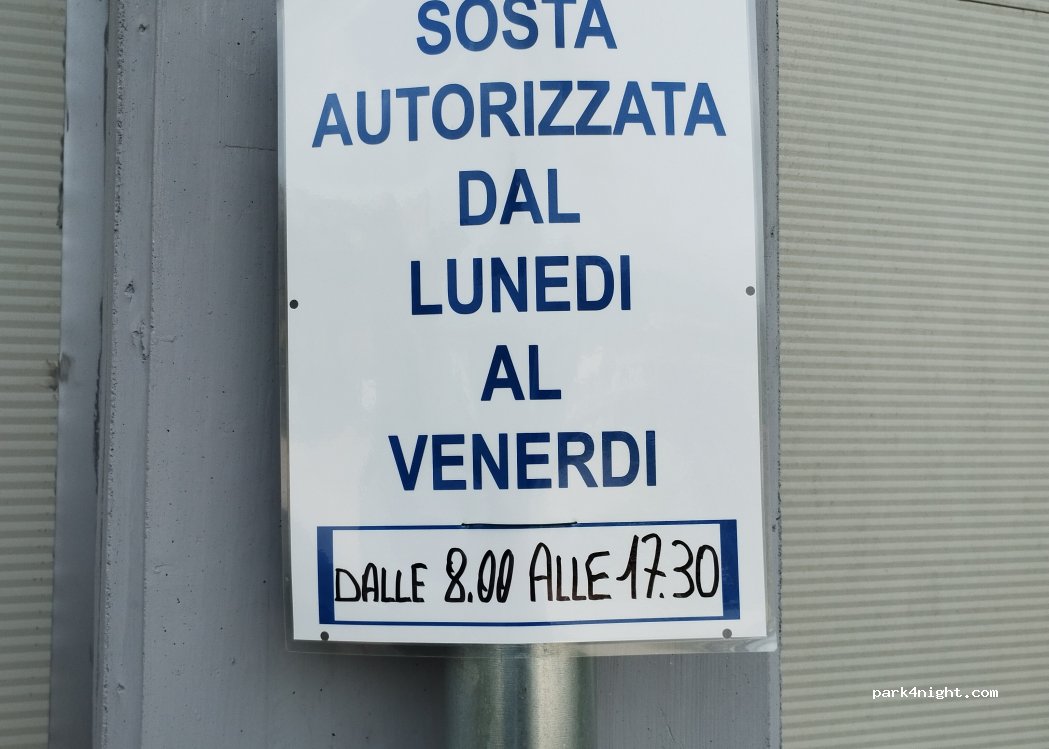 SOSTA
AUTORIZZATA
DAL
LUNEDI
AL
VENERDI
DALLE 8.00 ALLE 17.30
park4night.com